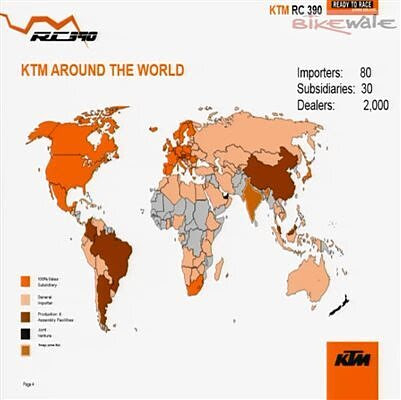 RC390
KTM RC 390
READY TO RACE
BIKEWALE
KTM AROUND THE WORLD
Importers: 80
Subsidiaries: 30
Dealers: 2,000
100% Sales
Subsidiary
General
Importer
Production &
Assembly Facilities
Joint
Venture
KTM
Page 4